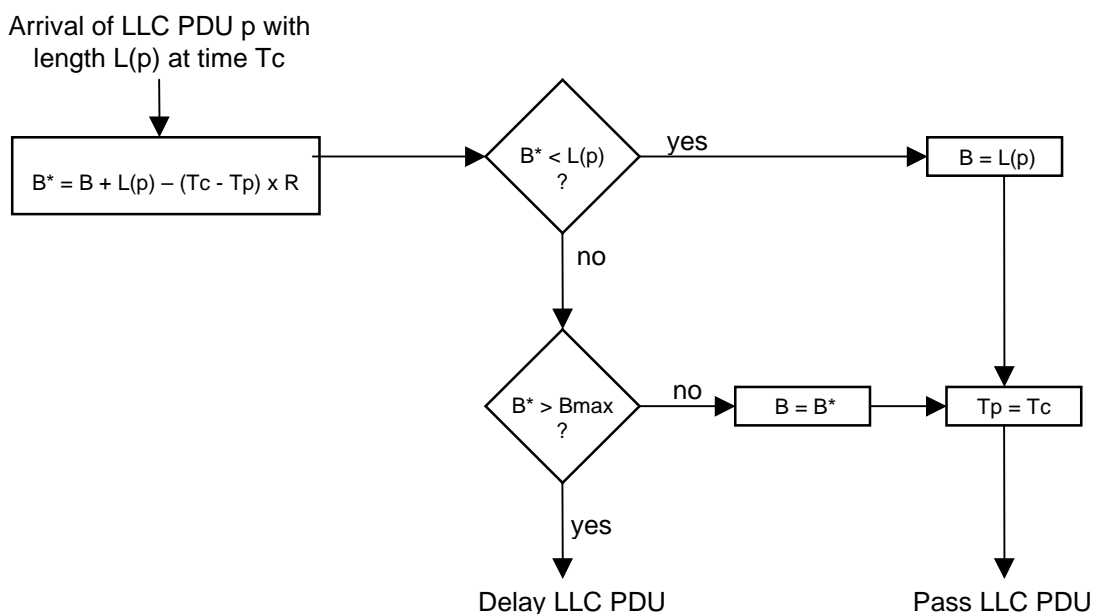 Arrival of LLC PDU p with
length L(p) at time Tc
B* = B + L(p) – (Tc - Tp) x R
B* < L(p)
?
yes
B = L(p)
no
B* > Bmax
?
no
B = B*
Tp = Tc
yes
Delay LLC PDU
Pass LLC PDU